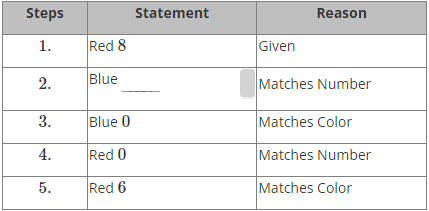 Steps Statement Reason
1. Red 8 Given
2. Blue _____ Matches Number
3. Blue 0 Matches Color
4. Red 0 Matches Number
5. Red 6 Matches Color